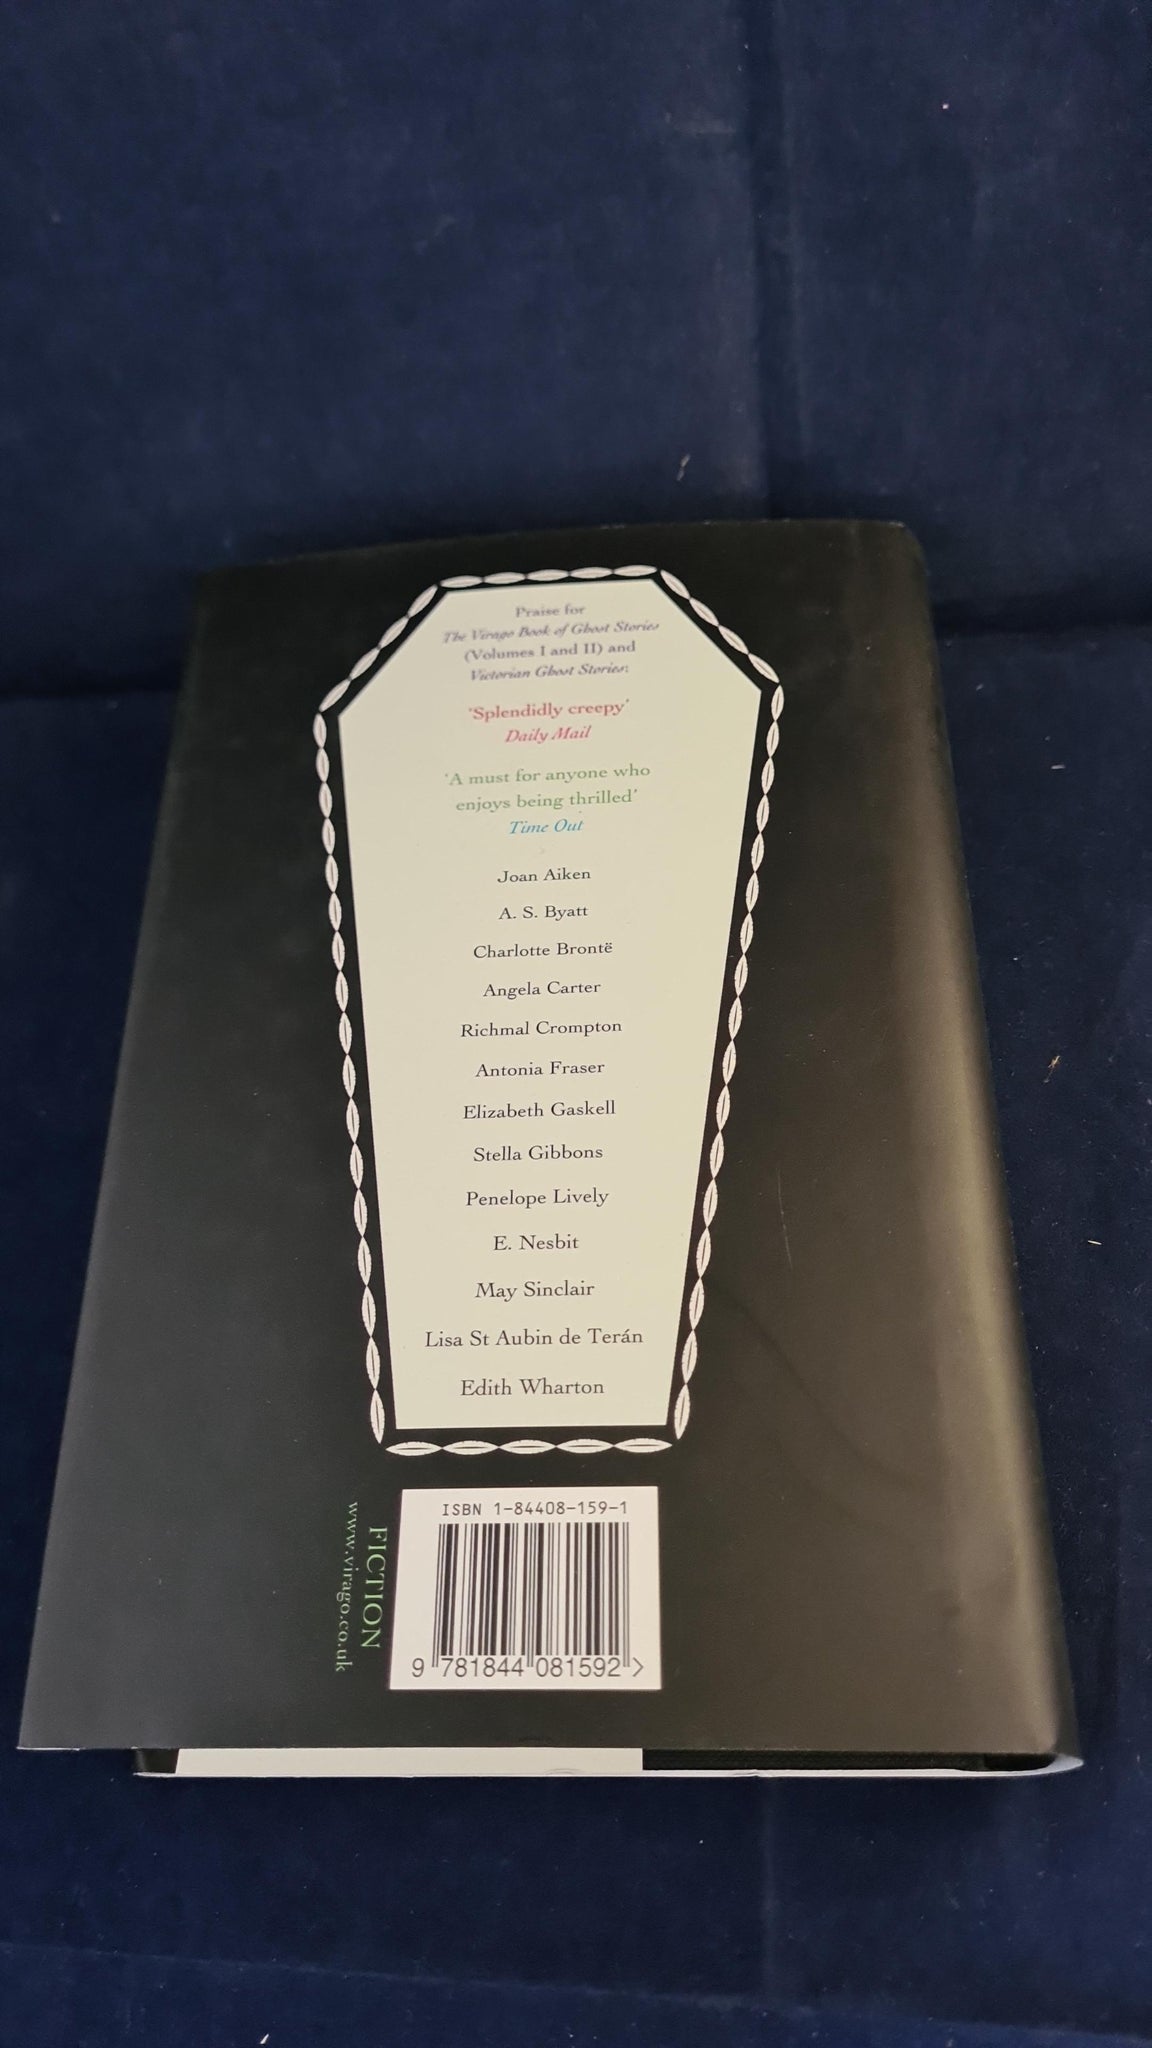 Praise for
The Virago Book of Ghost Stories
(Volumes I and II) and
Victorian Ghost Stories:
'Splendidly creepy'
Daily Mail
'A must for anyone who
enjoys being thrilled'
Time Out
Joan Aiken
A. S. Byatt
Charlotte Brontë
Angela Carter
Richmal Crompton
Antonia Fraser
Elizabeth Gaskell
Stella Gibbons
Penelope Lively
E. Nesbit
May Sinclair
Lisa St Aubin de Terán
Edith Wharton
FICTION
www.virago.co.uk
ISBN 1-84408-159-1
9 781844 081592 >